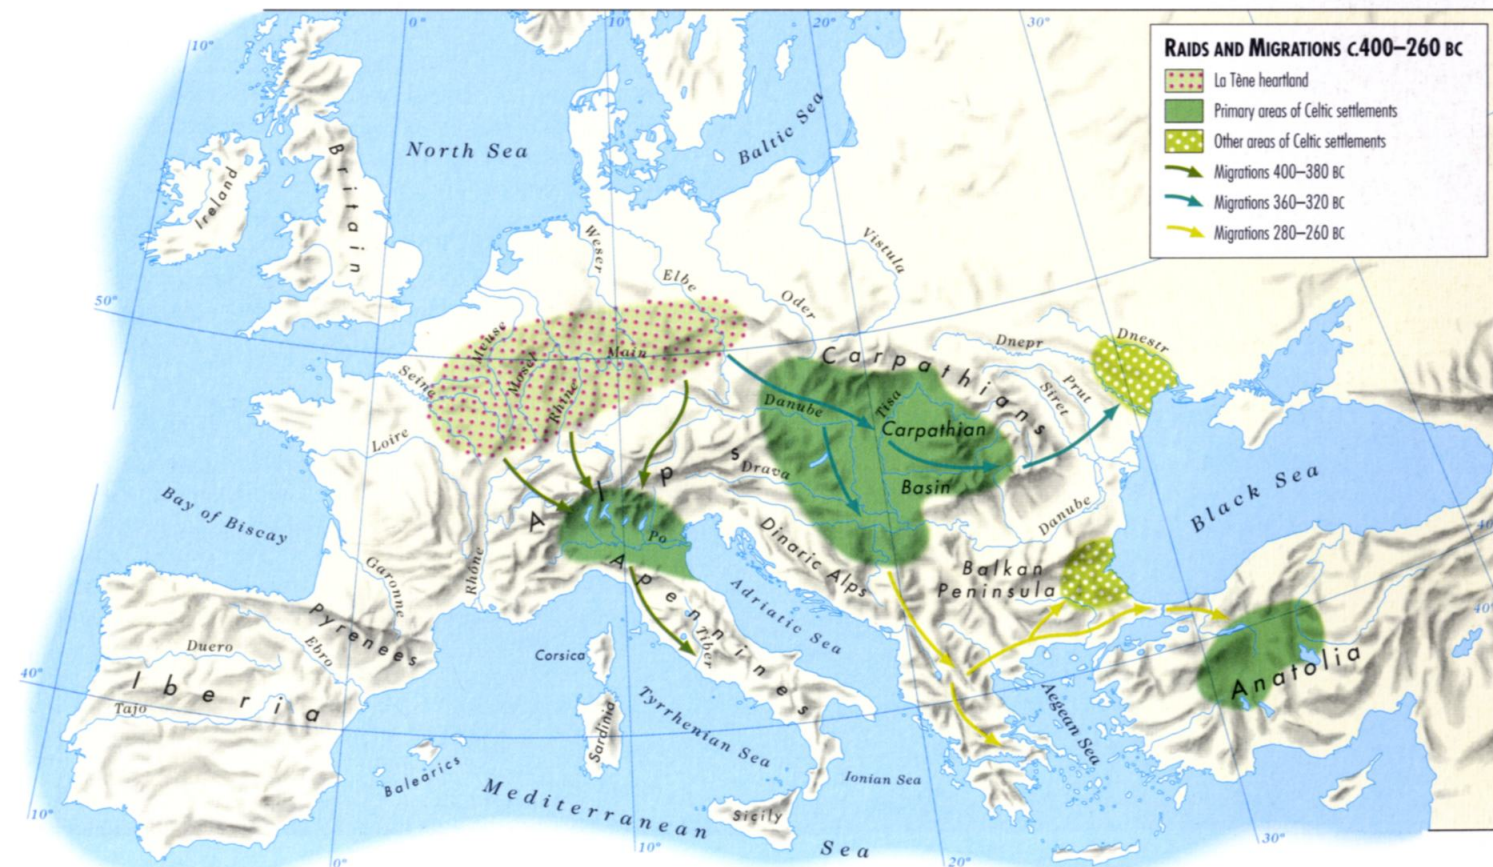 RAIDS AND MIGRATIONS C.400–260 BC
La Tène heartland
Primary areas of Celtic settlements
Other areas of Celtic settlements
Migrations 400–380 BC
Migrations 360–320 BC
Migrations 280–260 BC
10°
0°
10°
20°
30°
North Sea
Baltic Sea
Britain
Ireland
Weser
Elbe
Oder
Vistula
50°
Meuse
Mosel
Main
Rhine
Seine
Loire
Carpathians
Dnepr
Dnestr
Prut
Siret
Danube
Tisa
Carpathian
Basin
Drava
Alps
Po
Danube
Black Sea
Bay of Biscay
Garonne
Rhône
Dinaric Alps
Balkan
Peninsula
Apennines
Adriatic Sea
Tiber
Pyrenees
Duero
Ebro
Corsica
40°
40°
40°
Iberia
Tajo
Sardinia
Tyrrhenian Sea
Aegean Sea
Anatolia
Balearics
Ionian Sea
Mediterranean
Sea
Sicily
10°
0°
10°
20°
30°